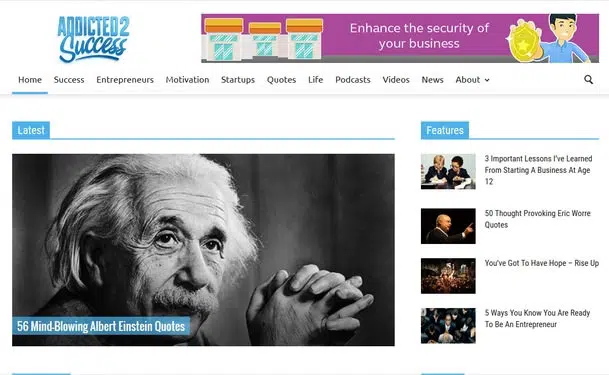 ADDICTED2
Success
Enhance the security of
your business
Home Success Entrepreneurs Motivation Startups Quotes Life Podcasts Videos News About
Latest
56 Mind-Blowing Albert Einstein Quotes
Features
3 Important Lessons I've Learned
From Starting A Business At Age
12
50 Thought Provoking Eric Worre
Quotes
You've Got To Have Hope – Rise Up
5 Ways You Know You Are Ready
To Be An Entrepreneur